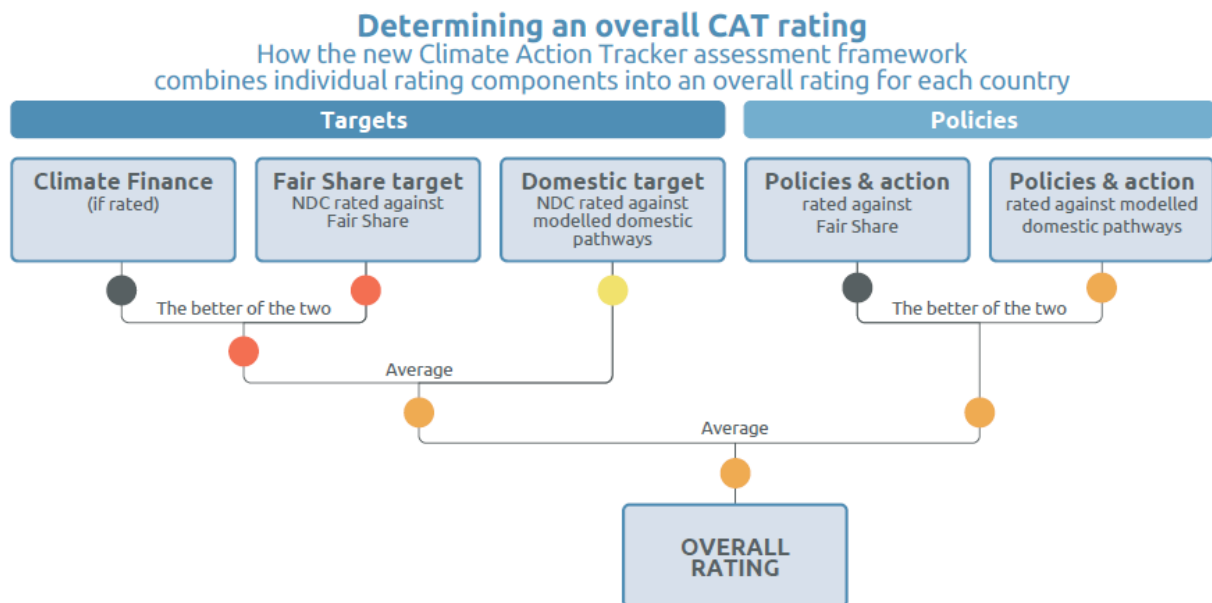 Determining an overall CAT rating
How the new Climate Action Tracker assessment framework
combines individual rating components into an overall rating for each country
Targets
Policies
Climate Finance
(if rated)
Fair Share target
NDC rated against
Fair Share
Domestic target
NDC rated against
modelled domestic
pathways
Policies & action
rated against
Fair Share
Policies & action
rated against modelled
domestic pathways
The better of the two
The better of the two
Average
Average
OVERALL
RATING